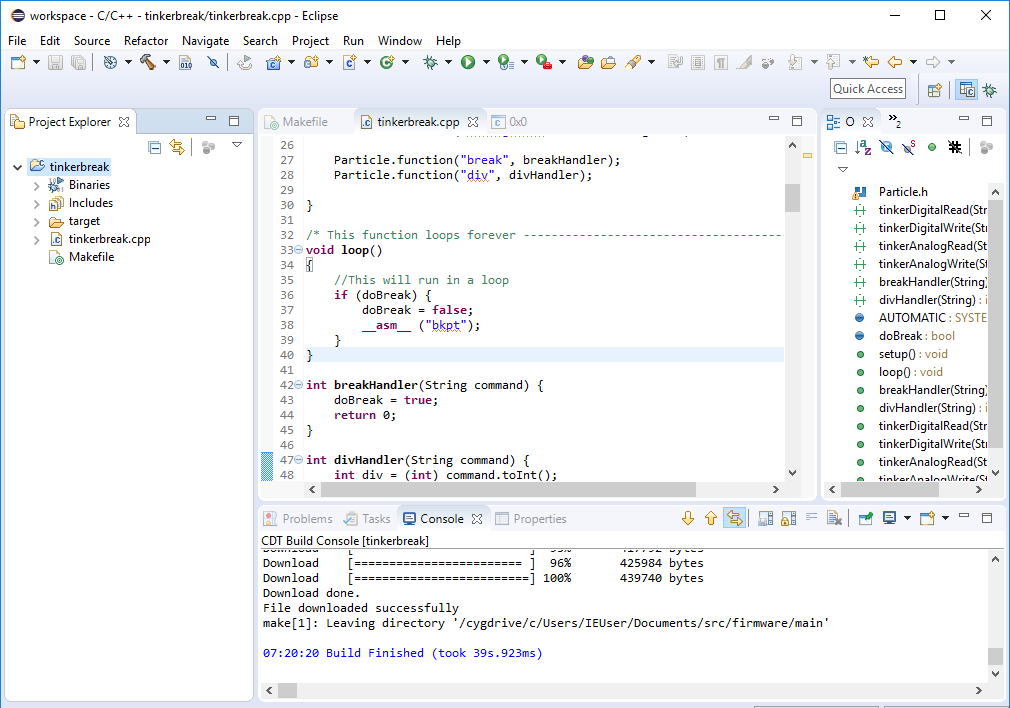 workspace - C/C++ - tinkerbreak/tinkerbreak.cpp - Eclipse
File Edit Source Refactor Navigate Search Project Run Window Help
Quick Access
Project Explorer
tinkerbreak
Binaries
Includes
target
tinkerbreak.cpp
Makefile
Makefile tinkerbreak.cpp 0x0
26
27 Particle.function("break", breakHandler);
28 Particle.function("div", divHandler);
29
30 }
31
32 /* This function loops forever -------------------------------------
33 void loop()
34 {
35 //This will run in a loop
36 if (doBreak) {
37 doBreak = false;
38 __asm__ ("bkpt");
39 }
40 }
41
42 int breakHandler(String command) {
43 doBreak = true;
44 return 0;
45 }
46
47 int divHandler(String command) {
48 int div = (int) command.toInt();
O
2
Particle.h
tinkerDigitalRead(Str
tinkerDigitalWrite(St
tinkerAnalogRead(St
tinkerAnalogWrite(St
breakHandler(String)
divHandler(String) : i
AUTOMATIC : SYSTE
doBreak : bool
setup() : void
loop() : void
breakHandler(String)
divHandler(String) : i
tinkerDigitalRead(Str
tinkerDigitalWrite(St
tinkerAnalogRead(St
tinkerAnalogWrite(St
Problems Tasks Console Properties
CDT Build Console [tinkerbreak]
Download [======================== ] 96% 425984 bytes
Download [=========================] 100% 439740 bytes
Download done.
File downloaded successfully
make[1]: Leaving directory '/cygdrive/c/Users/IEUser/Documents/src/firmware/main'
07:20:20 Build Finished (took 39s.923ms)